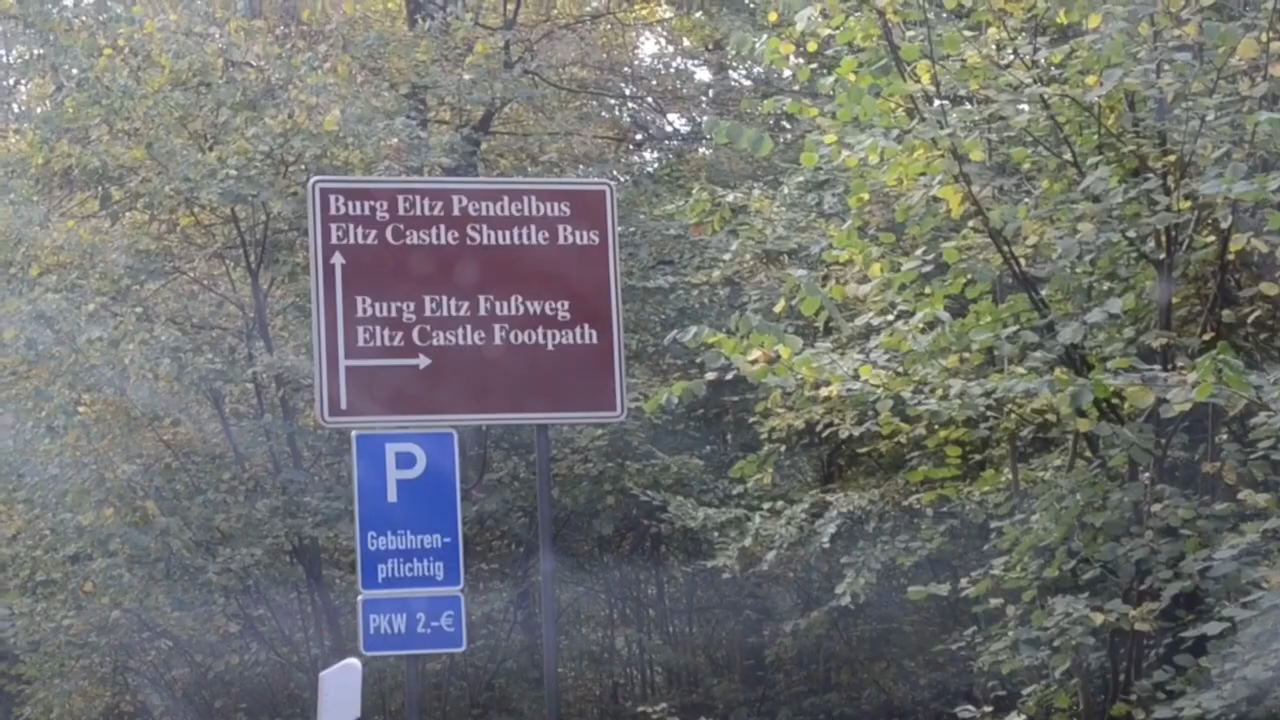 Burg Eltz Pendelbus
Eltz Castle Shuttle Bus
Burg Eltz Fußweg
Eltz Castle Footpath
P
Gebühren-
pflichtig
PKW 2,-€